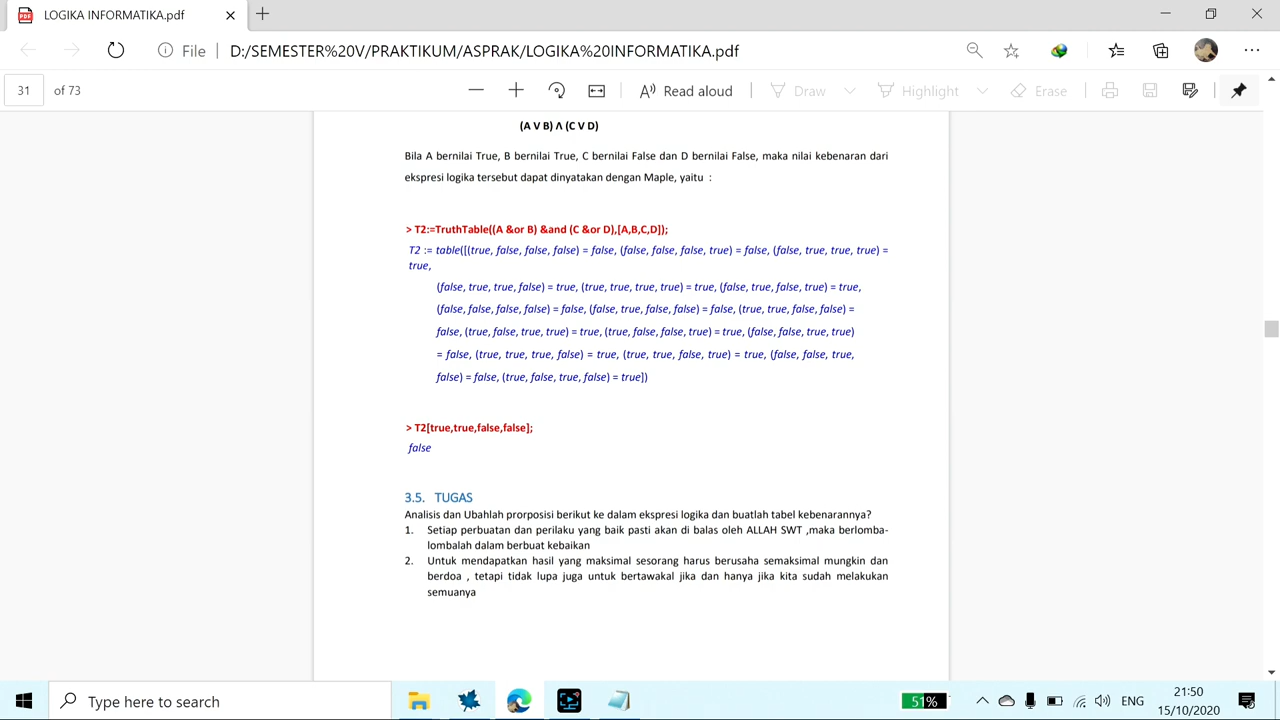 LOGIKA INFORMATIKA.pdf
File D:/SEMESTER%20V/PRAKTIKUM/ASPRAK/LOGIKA%20INFORMATIKA.pdf
31 of 73 Read aloud Draw Highlight Erase
(A V B) Λ (C V D)
Bila A bernilai True, B bernilai True, C bernilai False dan D bernilai False, maka nilai kebenaran dari
ekspresi logika tersebut dapat dinyatakan dengan Maple, yaitu :
> T2:=TruthTable((A &or B) &and (C &or D),[A,B,C,D]);
T2 := table([(true, false, false, false) = false, (false, false, false, true) = false, (false, true, true, true) =
true,
(false, true, true, false) = true, (true, true, true, true) = true, (false, true, false, true) = true,
(false, false, false, false) = false, (false, true, false, false) = false, (true, true, false, false) =
false, (true, false, true, true) = true, (true, false, false, true) = true, (false, false, true, true)
= false, (true, true, true, false) = true, (true, true, false, true) = true, (false, false, true,
false) = false, (true, false, true, false) = true])
> T2[true,true,false,false];
false
3.5. TUGAS
Analisis dan Ubahlah prorposisi berikut ke dalam ekspresi logika dan buatlah tabel kebenarannya?
1. Setiap perbuatan dan perilaku yang baik pasti akan di balas oleh ALLAH SWT ,maka berlomba-
lombalah dalam berbuat kebaikan
2. Untuk mendapatkan hasil yang maksimal sesorang harus berusaha semaksimal mungkin dan
berdoa , tetapi tidak lupa juga untuk bertawakal jika dan hanya jika kita sudah melakukan
semuanya
Type here to search
51%
ENG
21:50
15/10/2020